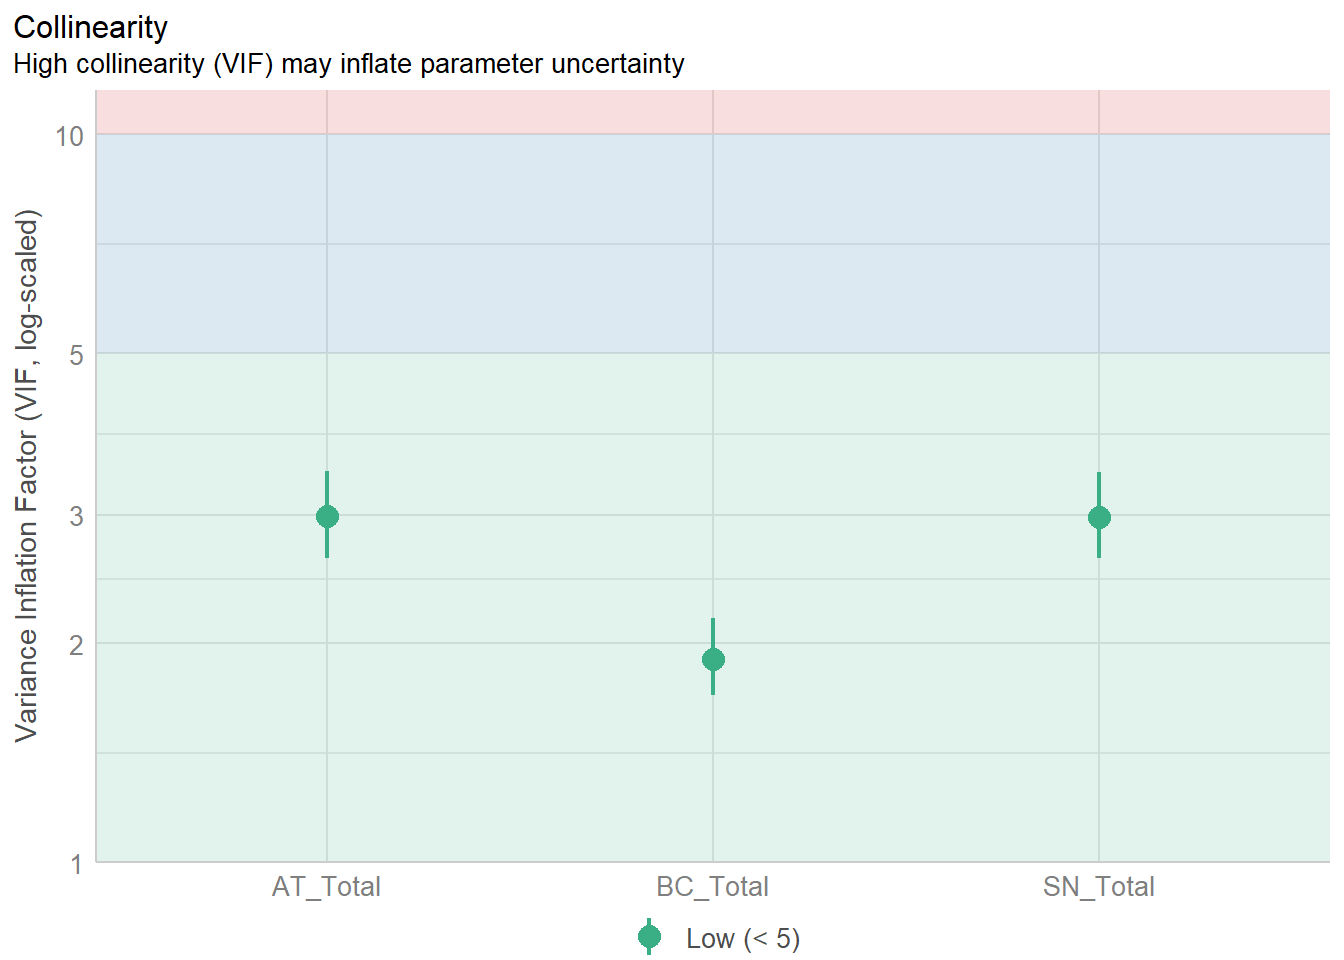 Collinearity
High collinearity (VIF) may inflate parameter uncertainty
Variance Inflation Factor (VIF, log-scaled)
10
5
3
2
1
AT_Total
BC_Total
SN_Total
Low (< 5)